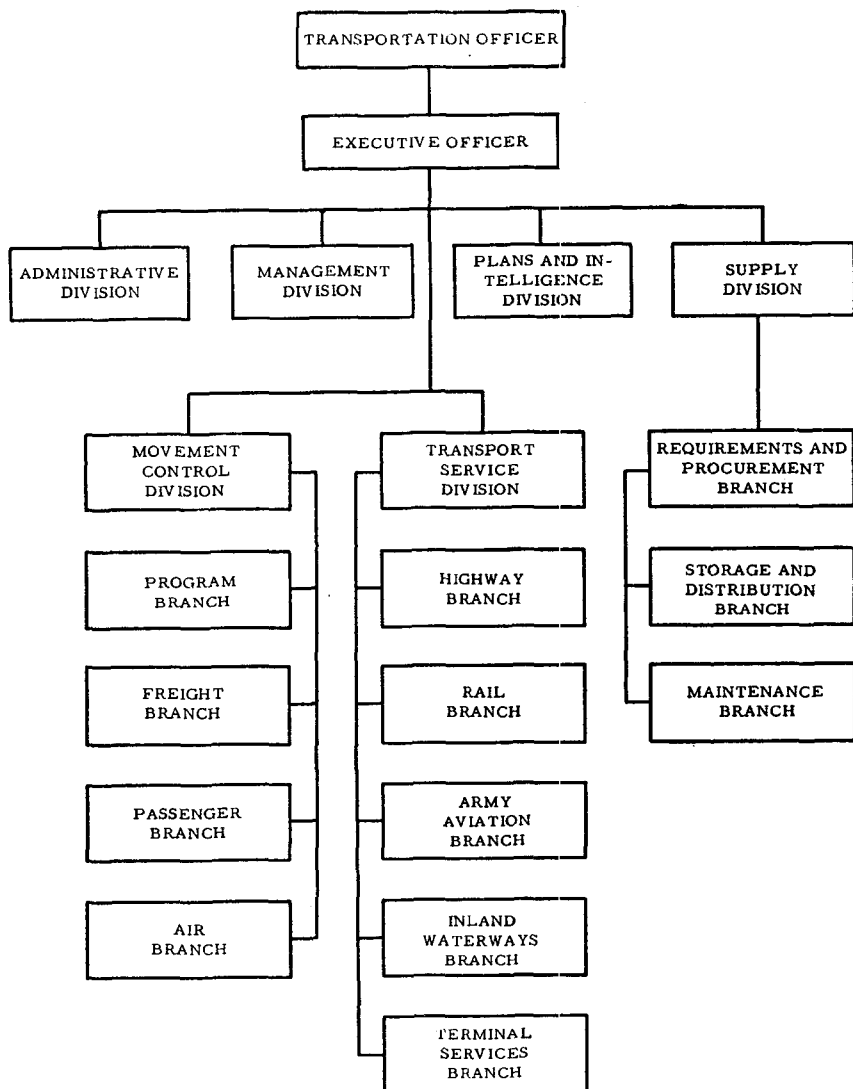 TRANSPORTATION OFFICER
EXECUTIVE OFFICER
ADMINISTRATIVE
DIVISION
MANAGEMENT
DIVISION
PLANS AND IN-
TELLIGENCE
DIVISION
SUPPLY
DIVISION
MOVEMENT
CONTROL
DIVISION
PROGRAM
BRANCH
FREIGHT
BRANCH
PASSENGER
BRANCH
AIR
BRANCH
TRANSPORT
SERVICE
DIVISION
HIGHWAY
BRANCH
RAIL
BRANCH
ARMY
AVIATION
BRANCH
INLAND
WATERWAYS
BRANCH
TERMINAL
SERVICES
BRANCH
REQUIREMENTS AND
PROCUREMENT
BRANCH
STORAGE AND
DISTRIBUTION
BRANCH
MAINTENANCE
BRANCH